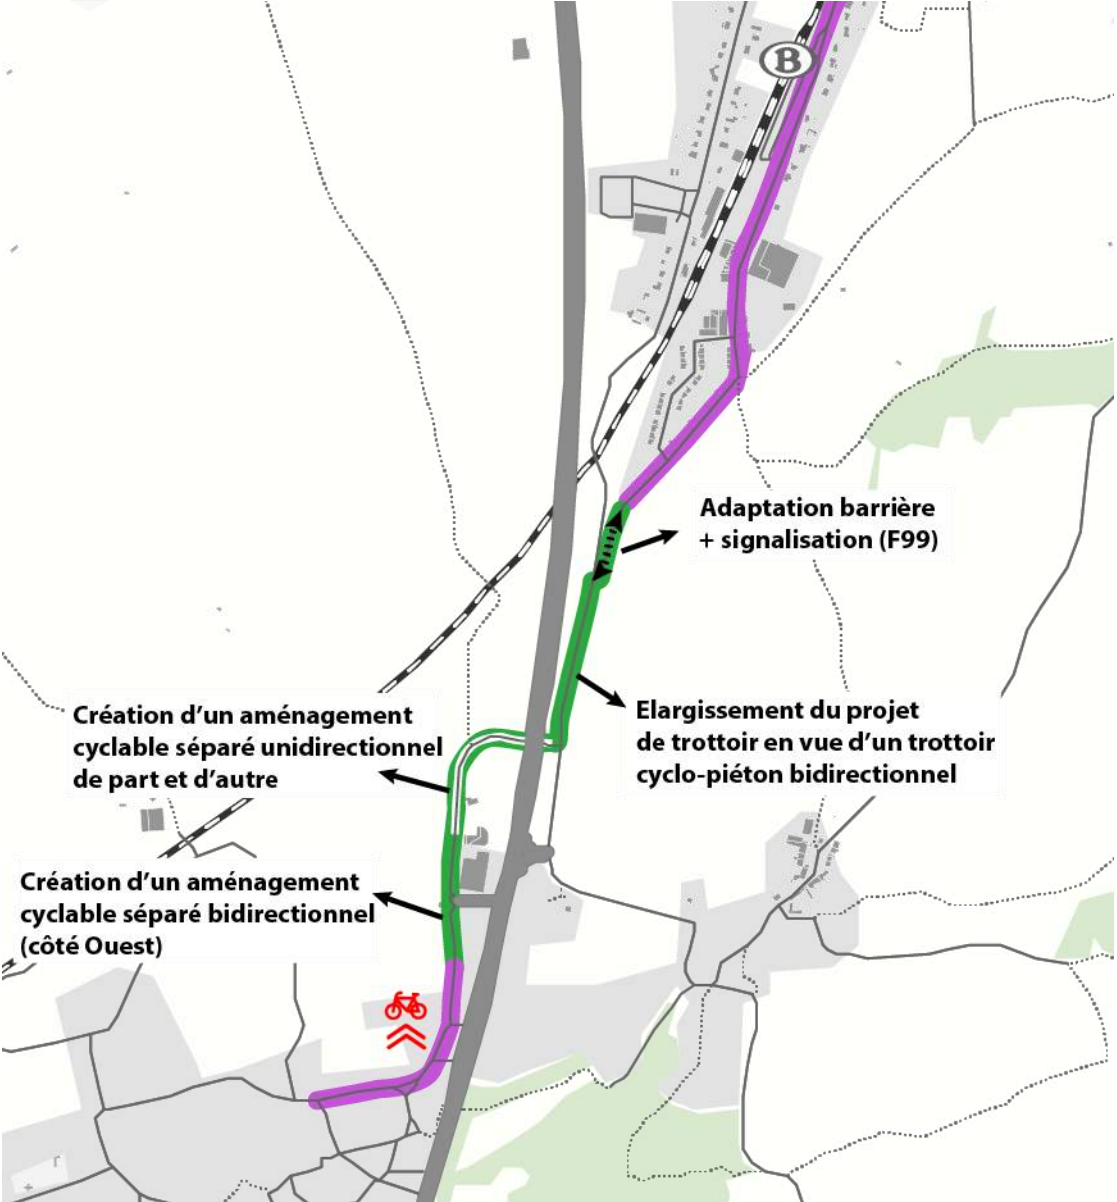 B
Adaptation barrière
+ signalisation (F99)
Elargissement du projet
de trottoir en vue d'un trottoir
cyclo-piéton bidirectionnel
Création d'un aménagement
cyclable séparé unidirectionnel
de part et d'autre
Création d'un aménagement
cyclable séparé bidirectionnel
(côté Ouest)